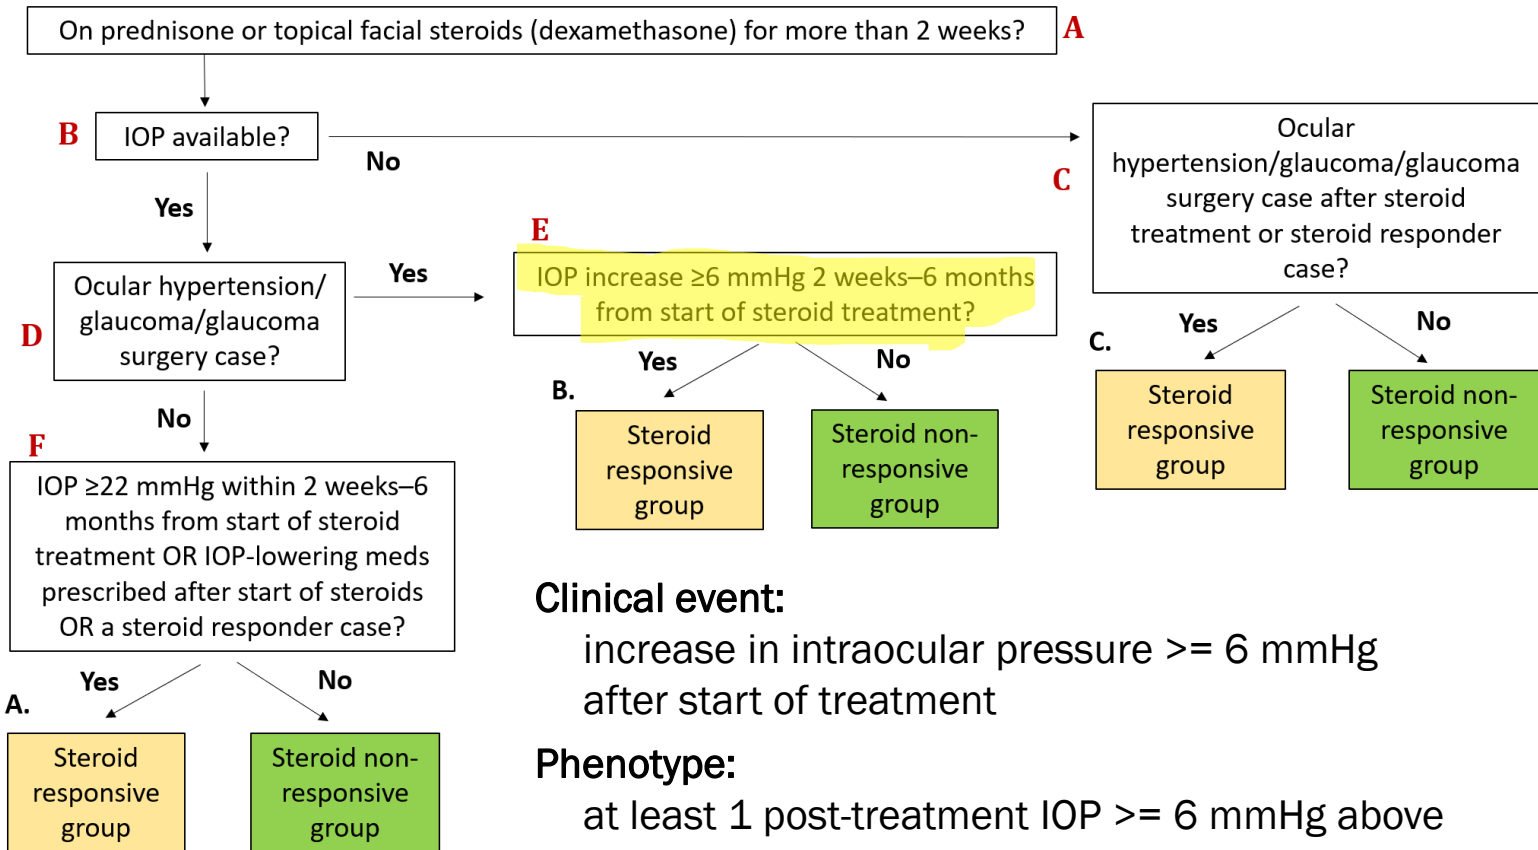 On prednisone or topical facial steroids (dexamethasone) for more than 2 weeks?
A
B
IOP available?
No
Yes
C
Ocular
hypertension/glaucoma/glaucoma
surgery case after steroid
treatment or steroid responder
case?
D
Ocular hypertension/
glaucoma/glaucoma
surgery case?
Yes
E
IOP increase ≥6 mmHg 2 weeks–6 months
from start of steroid treatment?
Yes
No
C.
Steroid
responsive
group
Steroid non-
responsive
group
Yes
No
B.
Steroid
responsive
group
Steroid non-
responsive
group
No
F
IOP ≥22 mmHg within 2 weeks–6
months from start of steroid
treatment OR IOP-lowering meds
prescribed after start of steroids
OR a steroid responder case?
Yes
No
A.
Steroid
responsive
group
Steroid non-
responsive
group
Clinical event:
increase in intraocular pressure >= 6 mmHg
after start of treatment
Phenotype:
at least 1 post-treatment IOP >= 6 mmHg above